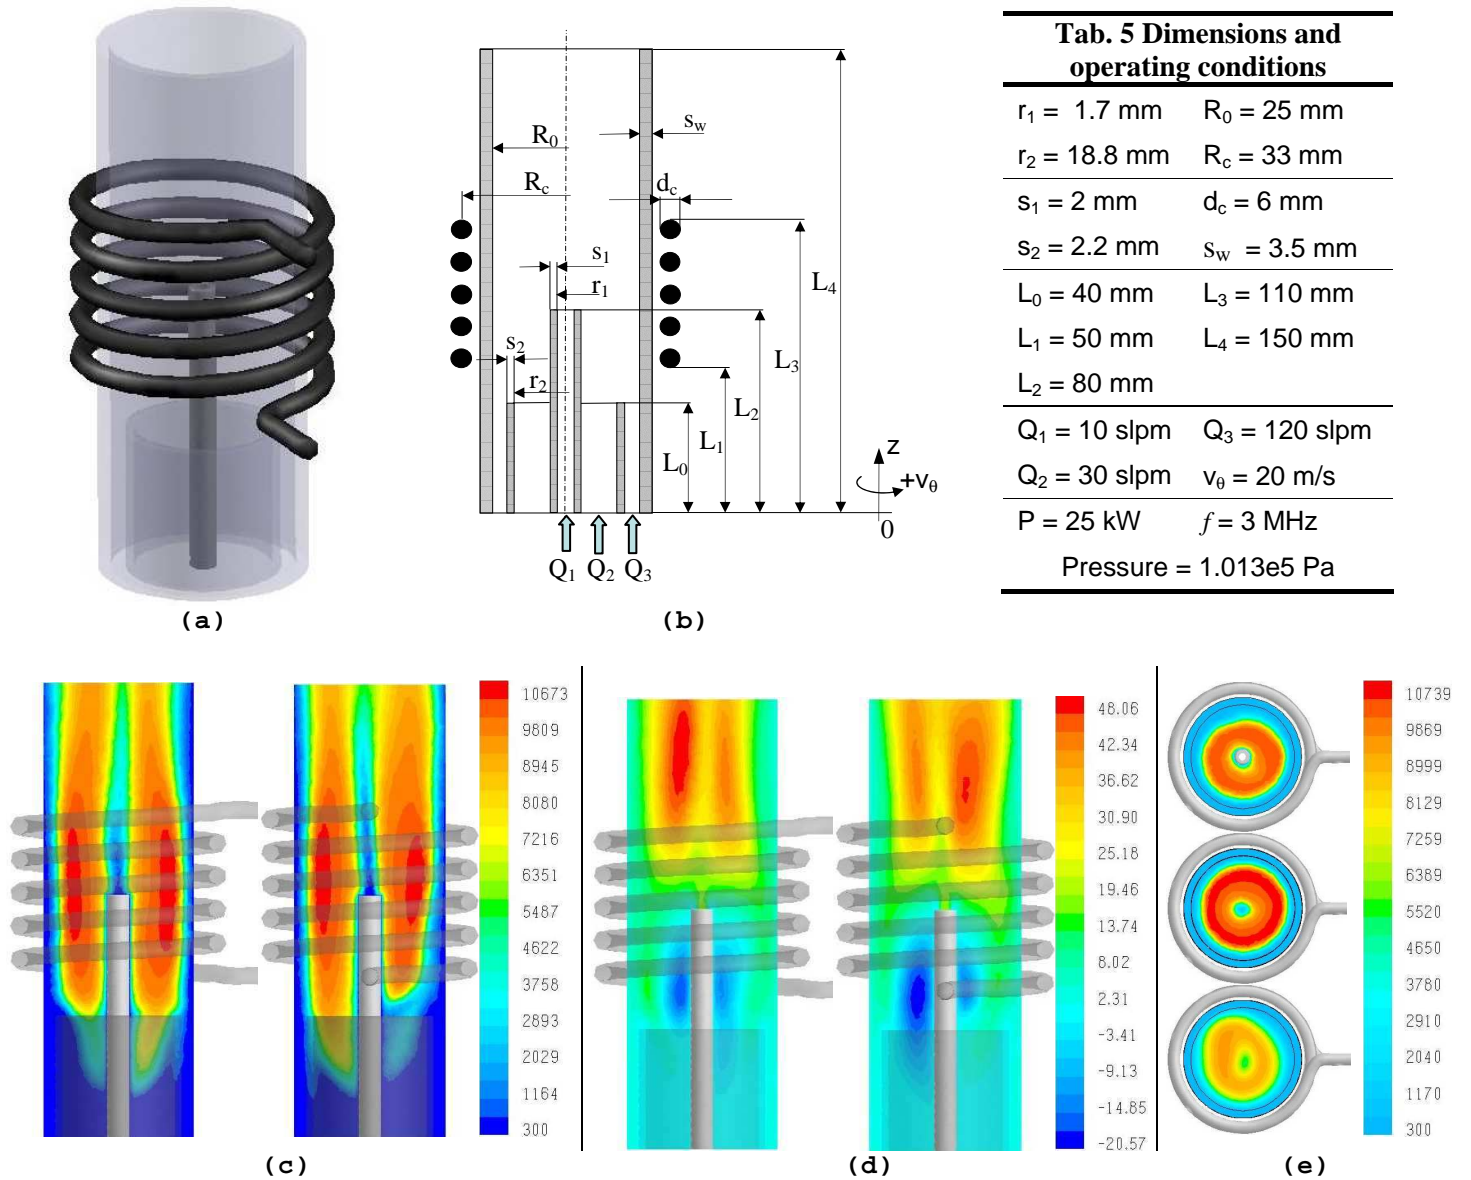 Tab. 5 Dimensions and
operating conditions
r1 = 1.7 mm R0 = 25 mm
r2 = 18.8 mm Rc = 33 mm
s1 = 2 mm dc = 6 mm
s2 = 2.2 mm sw = 3.5 mm
L0 = 40 mm L3 = 110 mm
L1 = 50 mm L4 = 150 mm
L2 = 80 mm
Q1 = 10 slpm Q3 = 120 slpm
Q2 = 30 slpm vθ = 20 m/s
P = 25 kW f = 3 MHz
Pressure = 1.013e5 Pa
sw
R0
Rc
dc
s1
r1
L4
s2
r2
L3
L2
L1
L0
z
+vθ
0
Q1 Q2 Q3
(a)
(b)
10673
9809
8945
8080
7216
6351
5487
4622
3758
2893
2029
1164
300
(c)
48.06
42.34
36.62
30.90
25.18
19.46
13.74
8.02
2.31
-3.41
-9.13
-14.85
-20.57
(d)
10739
9869
8999
8129
7259
6389
5520
4650
3780
2910
2040
1170
300
(e)